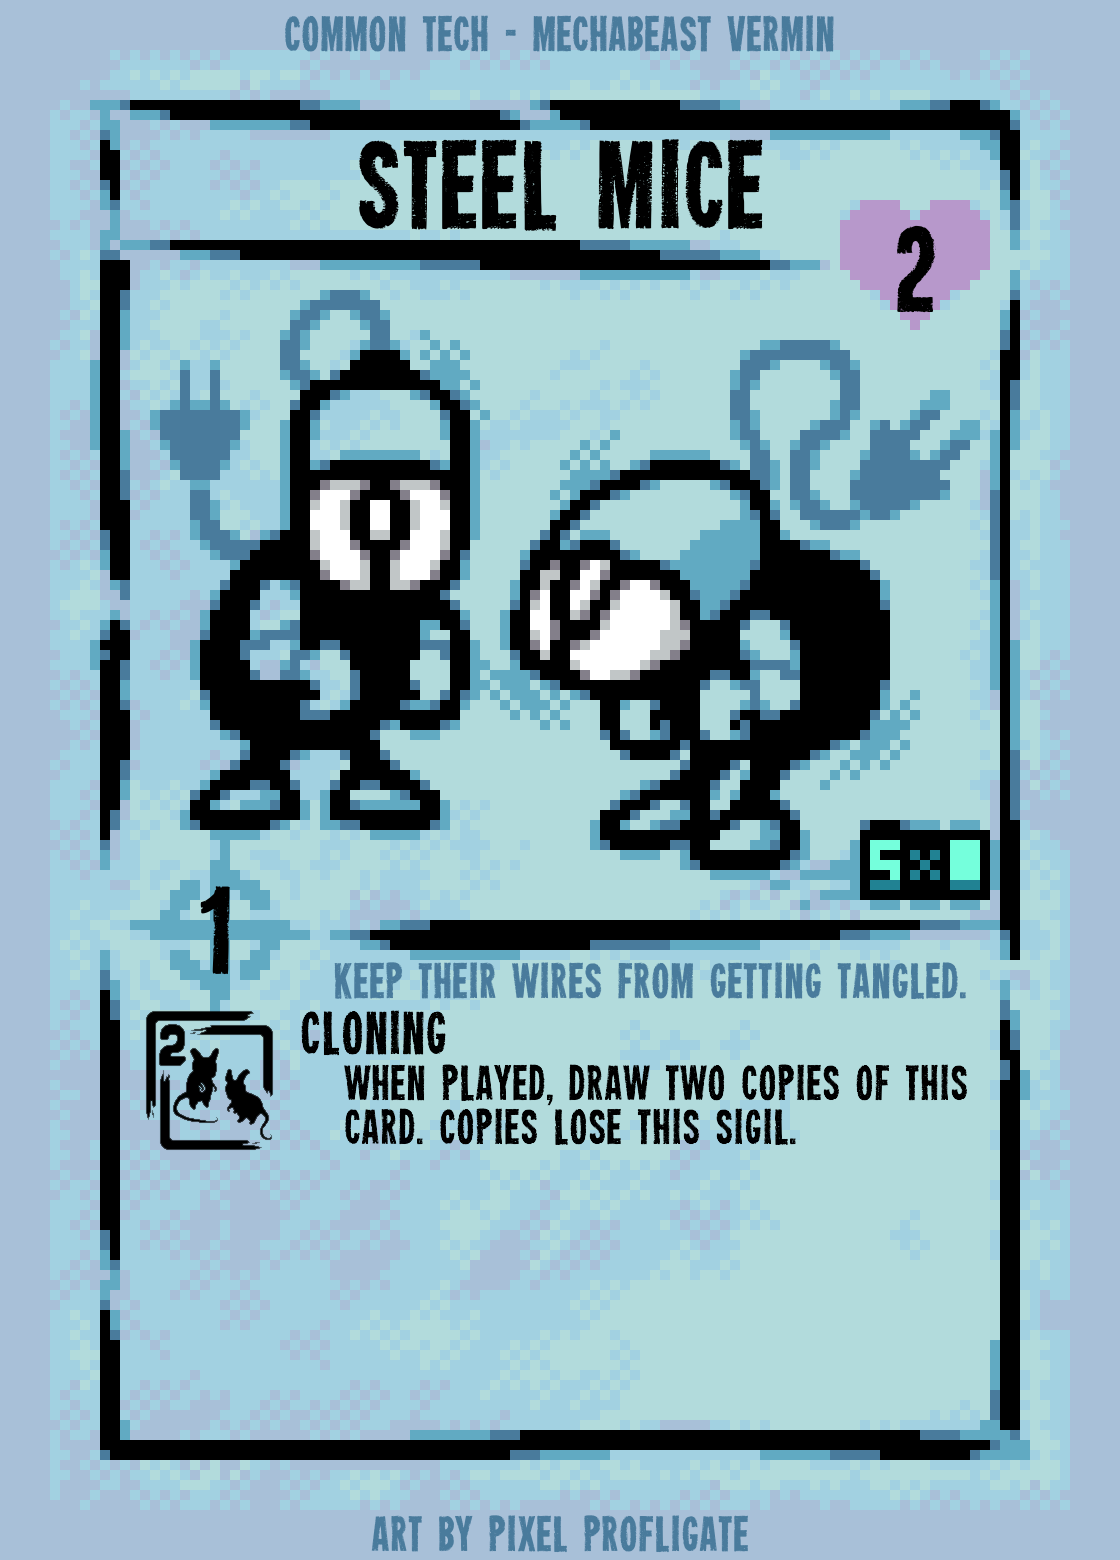 COMMON TECH - MECHABEAST VERMIN
STEEL MICE
2
5×
1
KEEP THEIR WIRES FROM GETTING TANGLED.
2
CLONING
WHEN PLAYED, DRAW TWO COPIES OF THIS
CARD. COPIES LOSE THIS SIGIL.
ART BY PIXEL PROFLIGATE